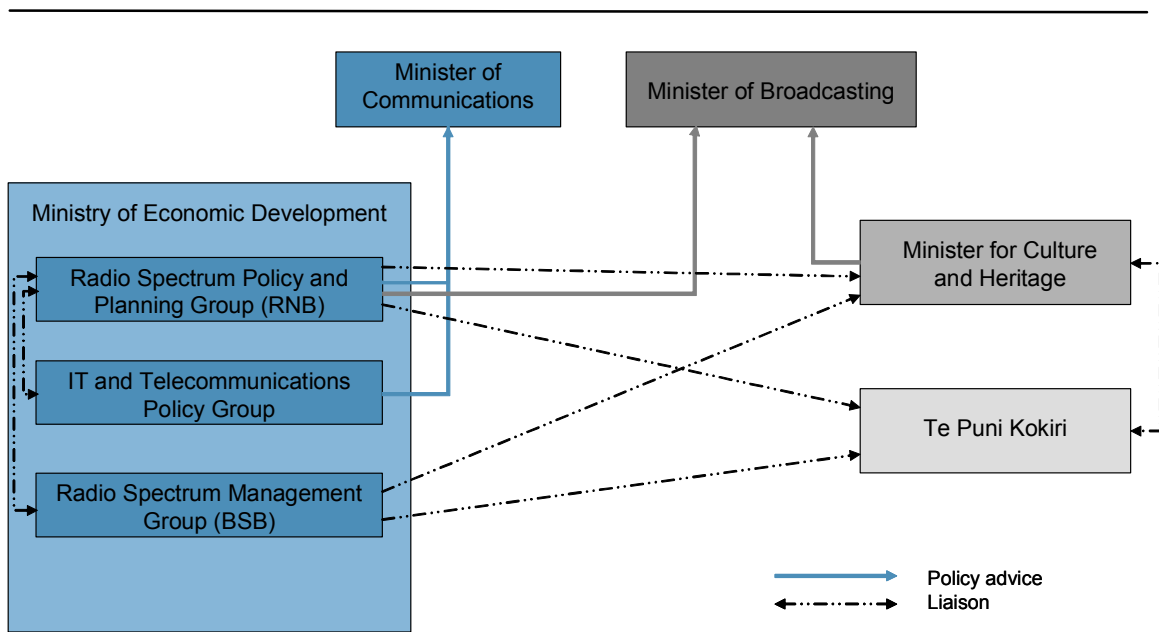 Minister of
Communications
Minister of Broadcasting
Ministry of Economic Development
Radio Spectrum Policy and
Planning Group (RNB)
Minister for Culture
and Heritage
IT and Telecommunications
Policy Group
Te Puni Kokiri
Radio Spectrum Management
Group (BSB)
Policy advice
Liaison